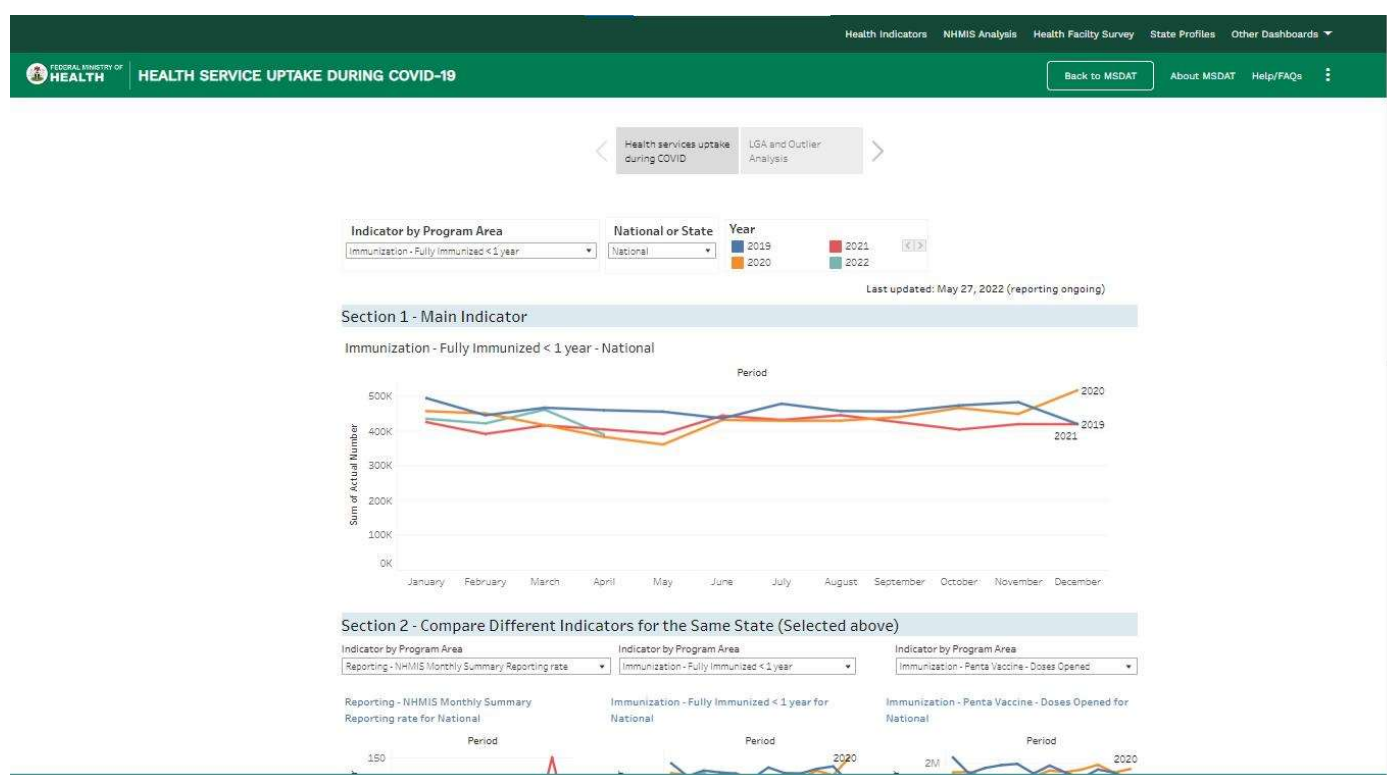 Health Indicators NHMIS Analysis Health Facilty Survey State Profiles Other Dashboards
FEDERAL MINISTRY OF
HEALTH
HEALTH SERVICE UPTAKE DURING COVID-19
Back to MSDAT About MSDAT Help/FAQs
Health services uptake
during COVID
LGA and Outlier
Analysis
Indicator by Program Area
Immunization - Fully Immunized < 1 year
National or State
National
Year
2019 2021
2020 2022
Last updated: May 27, 2022 (reporting ongoing)
Section 1 - Main Indicator
Immunization - Fully Immunized < 1 year - National
Period
Sum of Actual Number
500K
400K
300K
200K
100K
0K
2020
2019
2021
January February March April May June July August September October November December
Section 2 - Compare Different Indicators for the Same State (Selected above)
Indicator by Program Area Indicator by Program Area Indicator by Program Area
Reporting - NHMIS Monthly Summary Reporting rate Immunization - Fully Immunized < 1 year Immunization - Penta Vaccine - Doses Opened
Reporting - NHMIS Monthly Summary
Reporting rate for National
Immunization - Fully Immunized < 1 year for
National
Immunization - Penta Vaccine - Doses Opened for
National
Period Period Period
150 2020 2M 2020